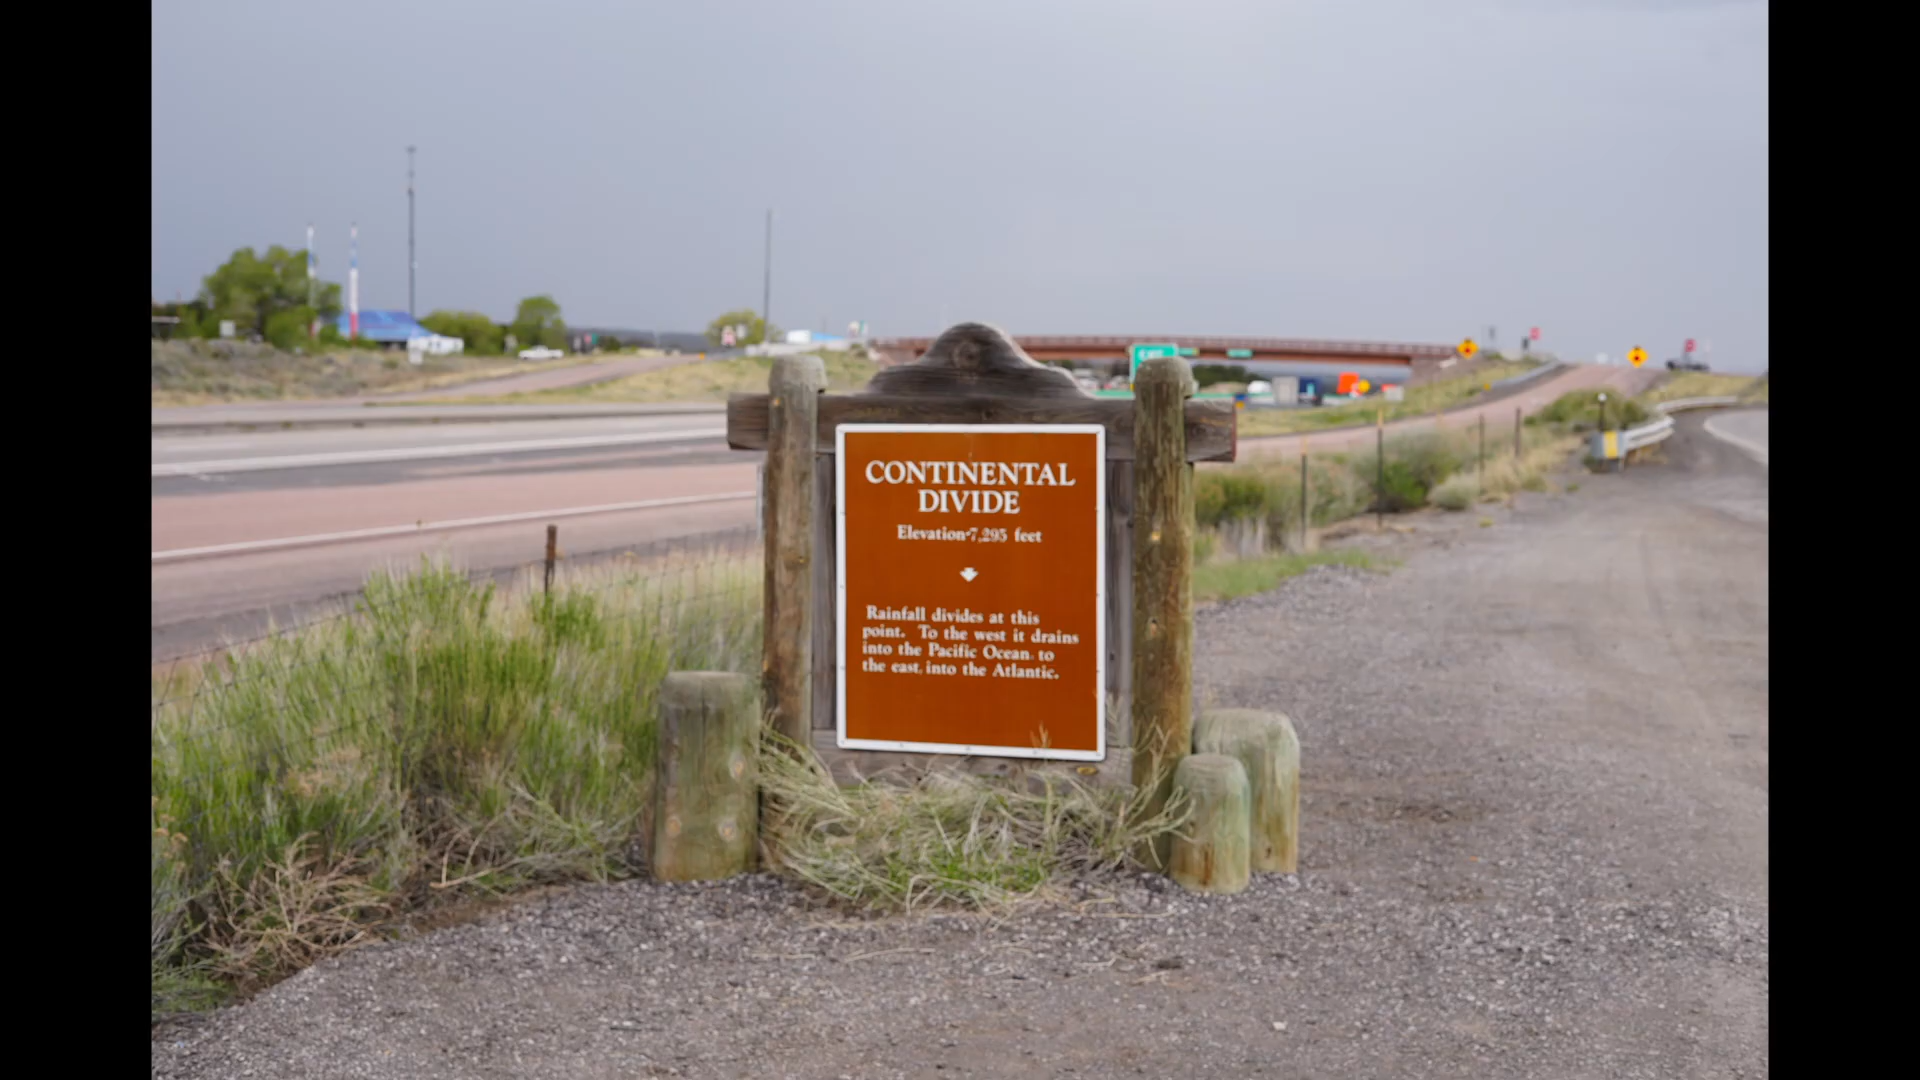 CONTINENTAL
DIVIDE
Elevation·7,295 feet
Rainfall divides at this
point. To the west it drains
into the Pacific Ocean, to
the east, into the Atlantic.
EXIT